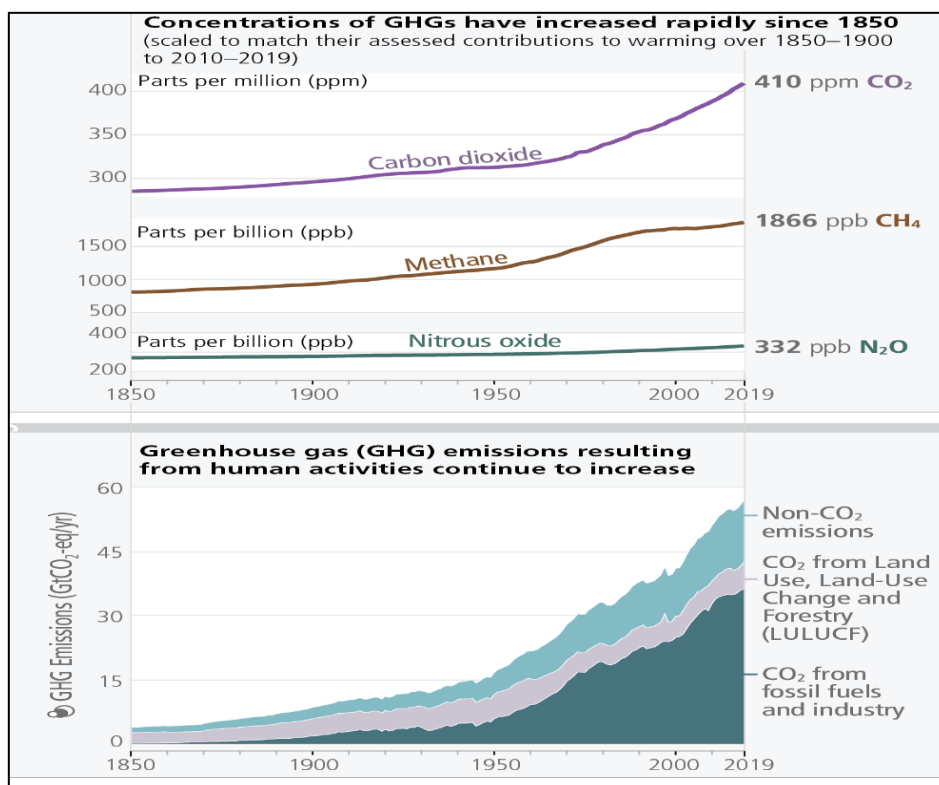 Concentrations of GHGs have increased rapidly since 1850
(scaled to match their assessed contributions to warming over 1850–1900
to 2010–2019)
Parts per million (ppm)
400
350
300
Carbon dioxide
410 ppm CO₂
Parts per billion (ppb)
1500
1000
500
Methane
1866 ppb CH₄
400
200
Parts per billion (ppb)
Nitrous oxide
332 ppb N₂O
1850
1900
1950
2000
2019
Greenhouse gas (GHG) emissions resulting
from human activities continue to increase
GHG Emissions (GtCO₂-eq/yr)
60
45
30
15
0
Non-CO₂
emissions
CO₂ from Land
Use, Land-Use
Change and
Forestry
(LULUCF)
CO₂ from
fossil fuels
and industry
1850
1900
1950
2000
2019